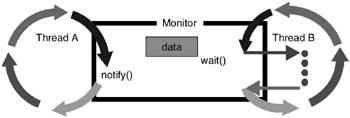 Monitor
Thread A
data
Thread B
wait()
notify()